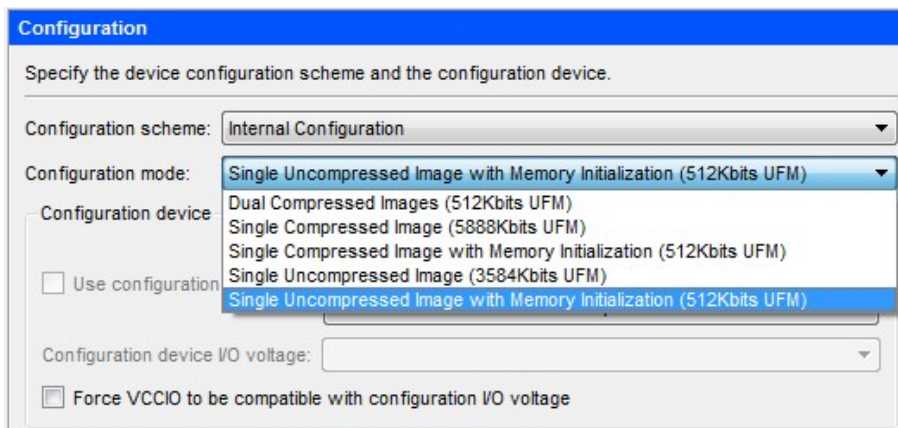 Configuration
Specify the device configuration scheme and the configuration device.
Configuration scheme: Internal Configuration
Configuration mode: Single Uncompressed Image with Memory Initialization (512Kbits UFM)
Dual Compressed Images (512Kbits UFM)
Configuration device
Single Compressed Image (5888Kbits UFM)
Single Compressed Image with Memory Initialization (512Kbits UFM)
Use configuration
Single Uncompressed Image (3584Kbits UFM)
Single Uncompressed Image with Memory Initialization (512Kbits UFM)
Configuration device I/O voltage:
Force VCCIO to be compatible with configuration I/O voltage